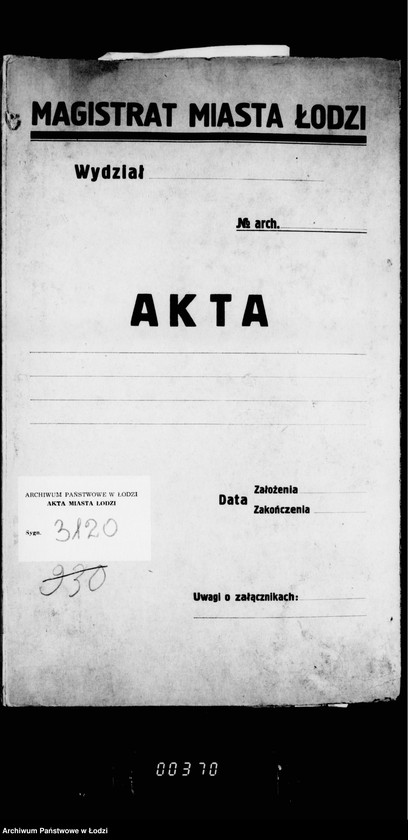 MAGISTRAT MIASTA ŁODZI
Wydział
№ arch.
AKTA
ARCHIWUM PAŃSTWOWE W ŁODZI
AKTA MIASTA ŁODZI
Sygn. 3120
930
Data
Założenia
Zakończenia
Uwagi o załącznikach:
00370
Archiwum Państwowe w Łodzi